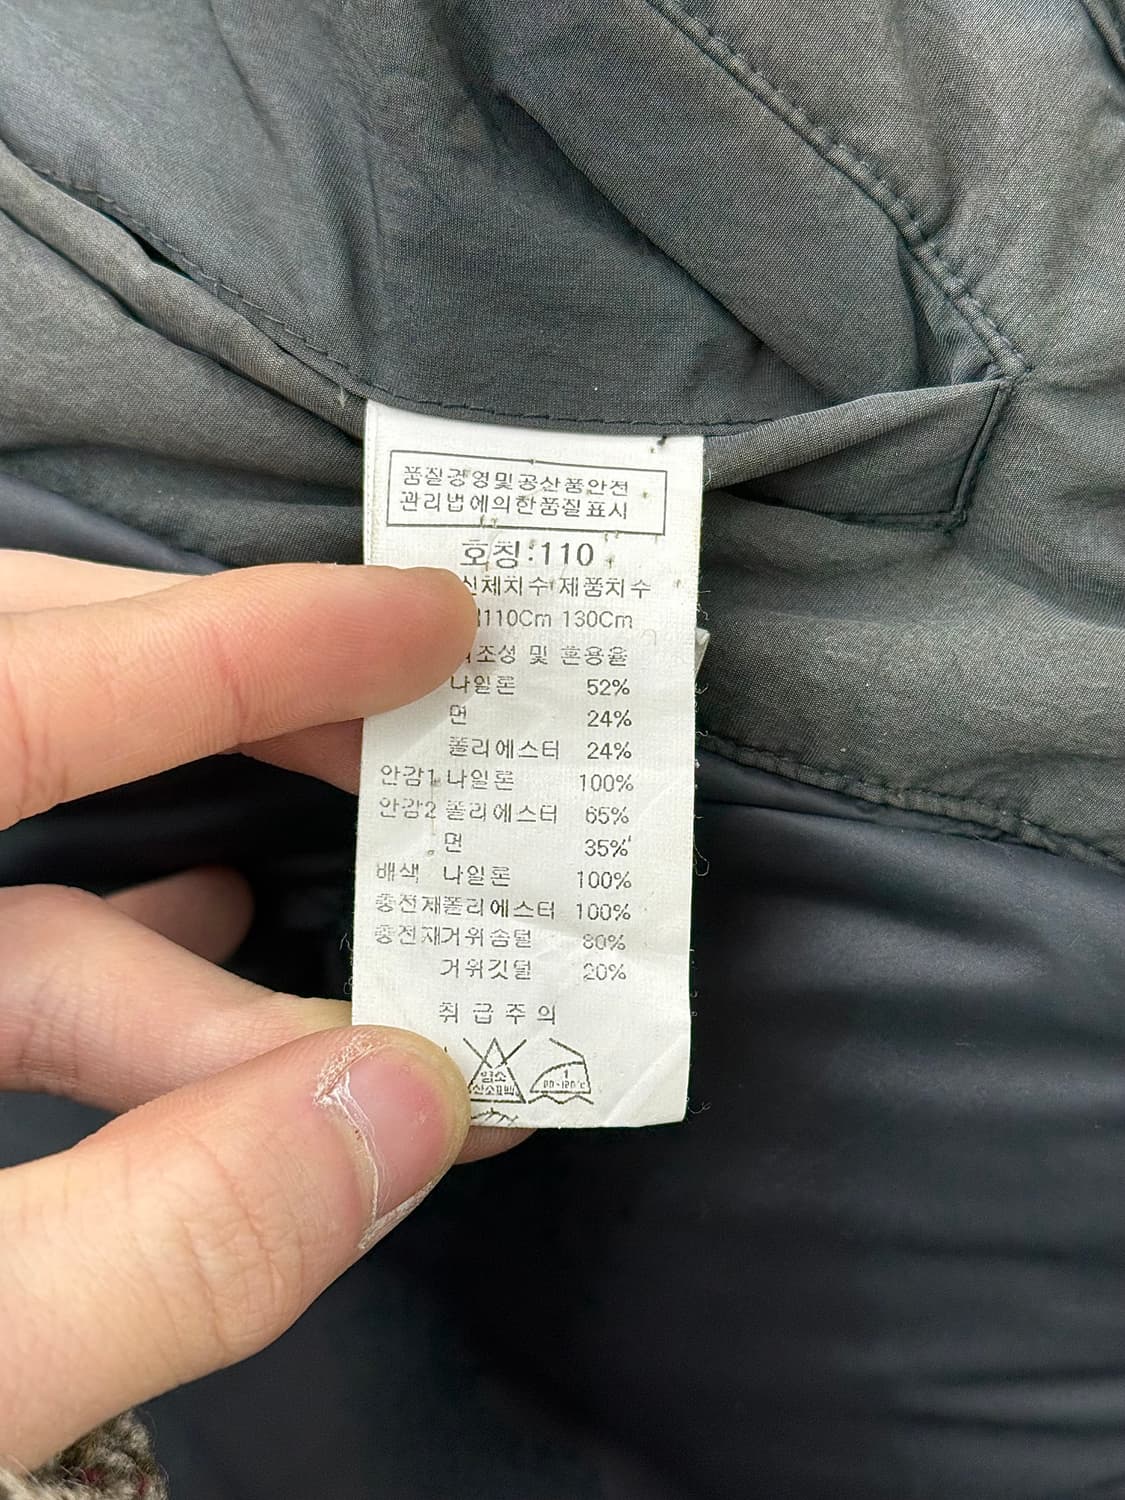 품질경영및공산품안전
관리법에의한품질표시
호칭:110
신체치수 제품치수
110Cm 130Cm
조성 및 혼용율
나일론 52%
면 24%
폴리에스터 24%
안감1 나일론 100%
안감2 폴리에스터 65%
면 35%
배색 나일론 100%
충전재폴리에스터 100%
충전재거위솜털 80%
거위깃털 20%
취급주의
염소